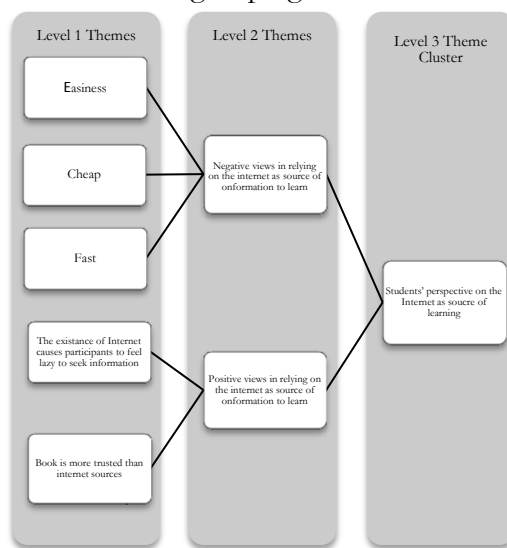 Level 1 Themes
Easiness
Cheap
Fast
The existance of Internet
causes participants to feel
lazy to seek information
Book is more trusted than
internet sources
Level 2 Themes
Negative views in relying
on the internet as source of
onformation to learn
Positive views in relying on
the internet as source of
onformation to learn
Level 3 Theme
Cluster
Students' perspective on the
Internet as soucre of
learning